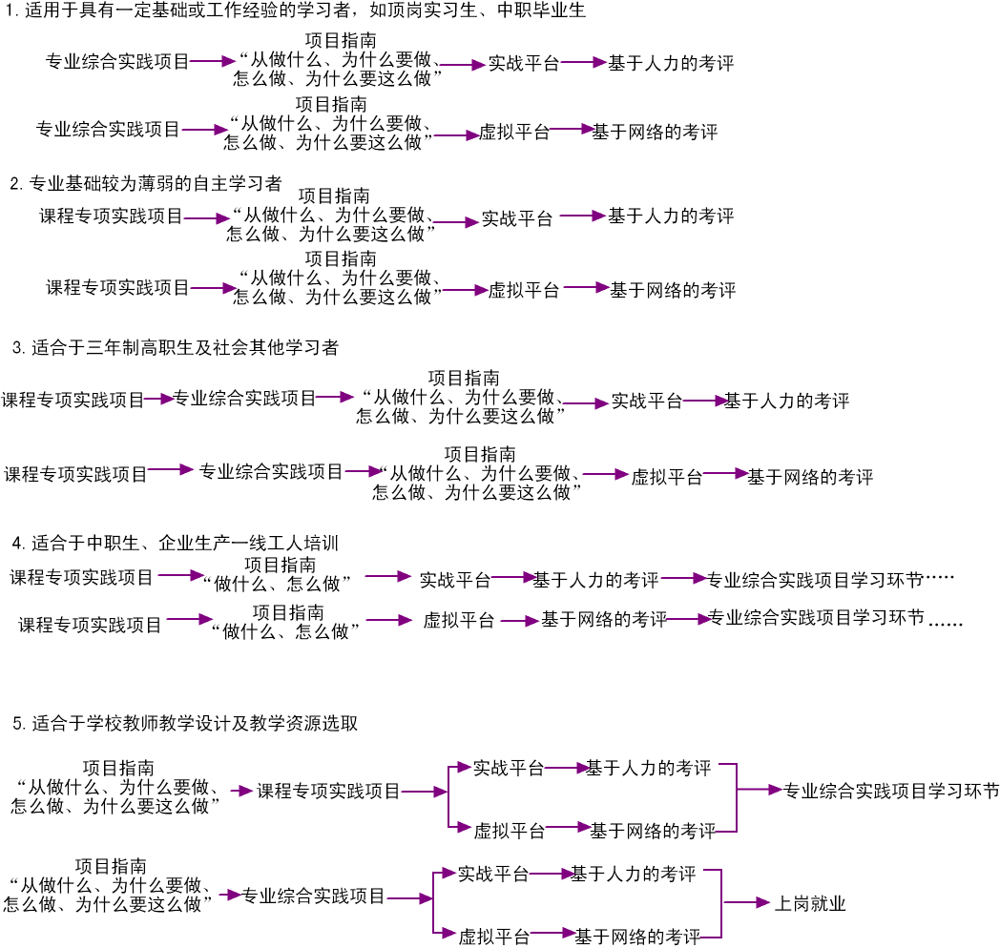 1. 适用于具有一定基础或工作经验的学习者，如顶岗实习生、中职毕业生
项目指南
专业综合实践项目 “从做什么、为什么要做、 实战平台 基于人力的考评
怎么做、为什么要这么做”
项目指南
专业综合实践项目 “从做什么、为什么要做、 虚拟平台 基于网络的考评
怎么做、为什么要这么做”
2. 专业基础较为薄弱的自主学习者
项目指南
课程专项实践项目 “从做什么、为什么要做、 实战平台 基于人力的考评
怎么做、为什么要这么做”
项目指南
课程专项实践项目 “从做什么、为什么要做、 虚拟平台 基于网络的考评
怎么做、为什么要这么做”
3. 适合于三年制高职生及社会其他学习者
项目指南
课程专项实践项目 专业综合实践项目 “从做什么、为什么要做、 实战平台 基于人力的考评
怎么做、为什么要这么做”
项目指南
课程专项实践项目 专业综合实践项目 “从做什么、为什么要做、 虚拟平台 基于网络的考评
怎么做、为什么要这么做”
4. 适合于中职生、企业生产一线工人培训
项目指南
课程专项实践项目 “做什么、怎么做” 实战平台 基于人力的考评 专业综合实践项目学习环节……
项目指南
课程专项实践项目 “做什么、怎么做” 虚拟平台 基于网络的考评 专业综合实践项目学习环节……
5. 适合于学校教师教学设计及教学资源选取
项目指南 实战平台 基于人力的考评
“从做什么、为什么要做、 课程专项实践项目 专业综合实践项目学习环节
怎么做、为什么要这么做”
虚拟平台 基于网络的考评
项目指南 实战平台 基于人力的考评
“从做什么、为什么要做、 专业综合实践项目 上岗就业
怎么做、为什么要这么做”
虚拟平台 基于网络的考评